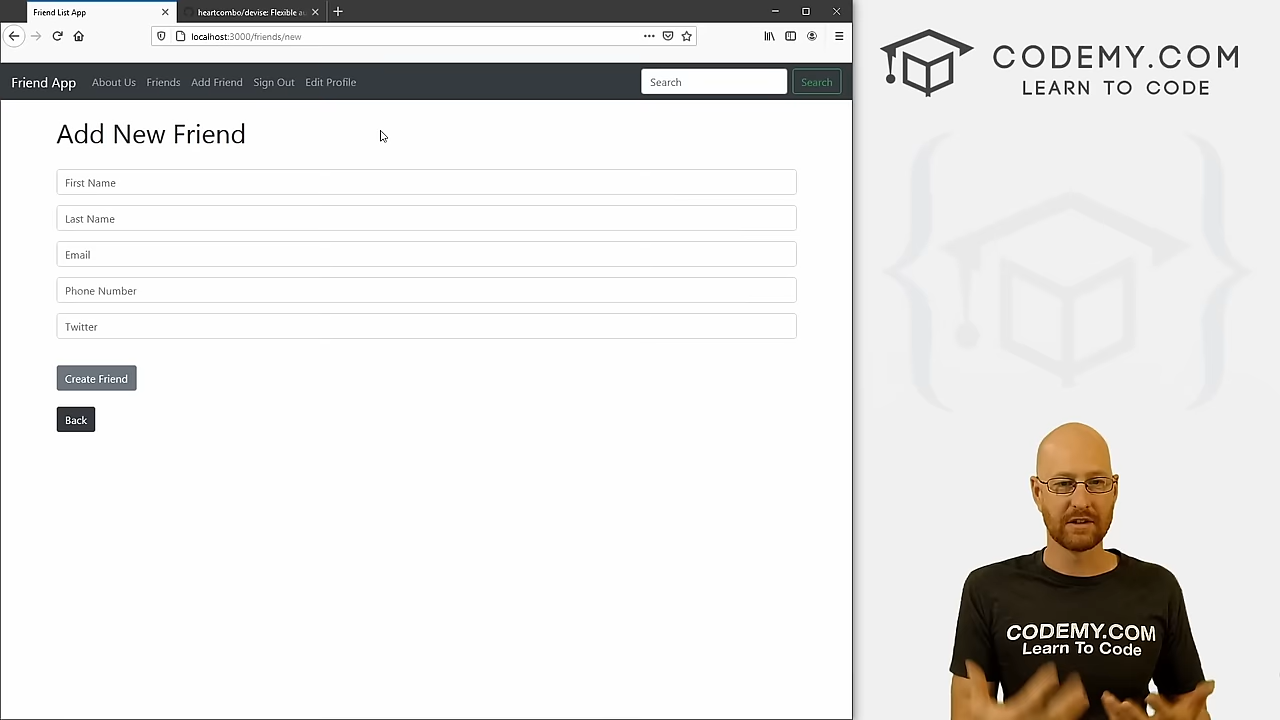 Friend List App
heartcombo/devise: Flexible au
localhost:3000/friends/new
Friend App
About Us
Friends
Add Friend
Sign Out
Edit Profile
Search
Search
Add New Friend
First Name
Last Name
Email
Phone Number
Twitter
Create Friend
Back
CODEMY.COM
LEARN TO CODE
CODEMY.COM
Learn To Code